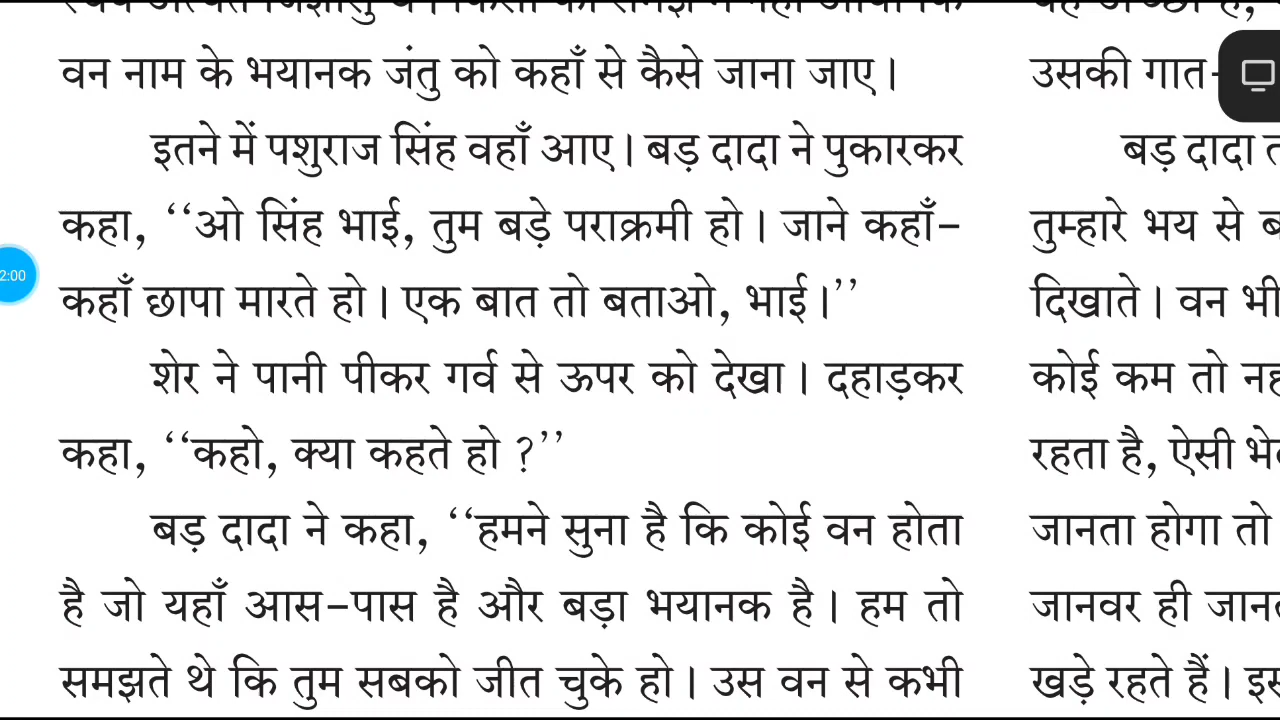 वन नाम के भयानक जंतु को कहाँ से कैसे जाना जाए।
इतने में पशुराज सिंह वहाँ आए। बड़ दादा ने पुकारकर
कहा, ‘‘ओ सिंह भाई, तुम बड़े पराक्रमी हो। जाने कहाँ-
कहाँ छापा मारते हो। एक बात तो बताओ, भाई।’’
शेर ने पानी पीकर गर्व से ऊपर को देखा। दहाड़कर
कहा, ‘‘कहो, क्या कहते हो ?’’
बड़ दादा ने कहा, ‘‘हमने सुना है कि कोई वन होता
है जो यहाँ आस-पास है और बड़ा भयानक है। हम तो
समझते थे कि तुम सबको जीत चुके हो। उस वन से कभी
उसकी गात-
बड़ दादा
तुम्हारे भय से
दिखाते। वन भी
कोई कम तो
रहता है, ऐसी
जानता होगा तो
जानवर ही
खड़े रहते हैं।
2:00